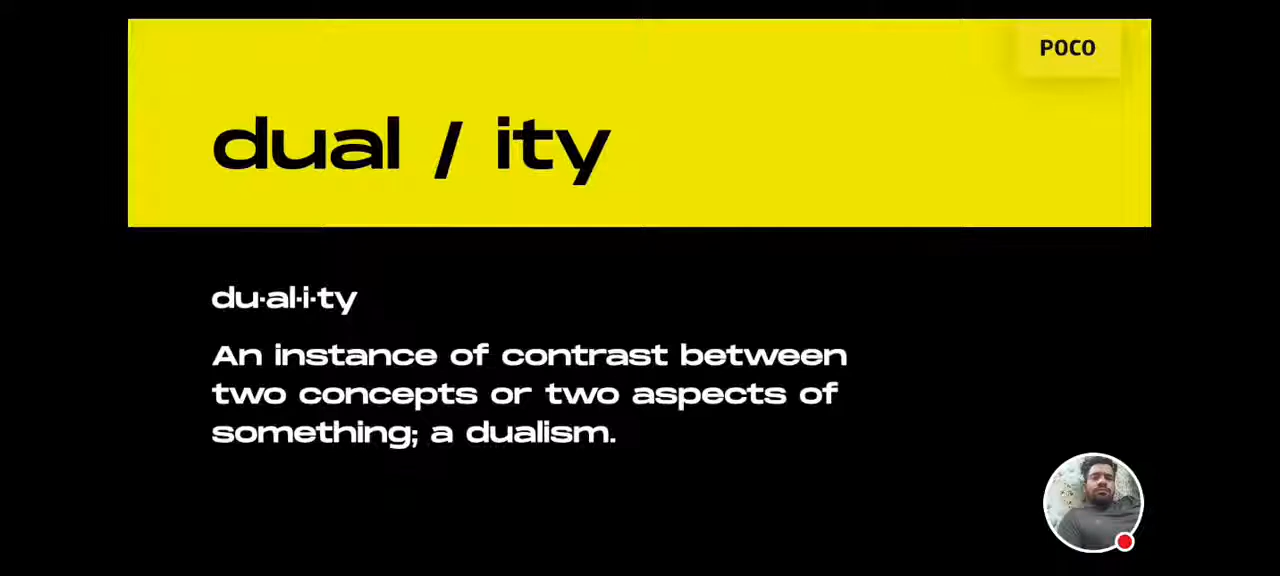 POCO
dual / ity
du·al·i·ty
An instance of contrast between
two concepts or two aspects of
something; a dualism.